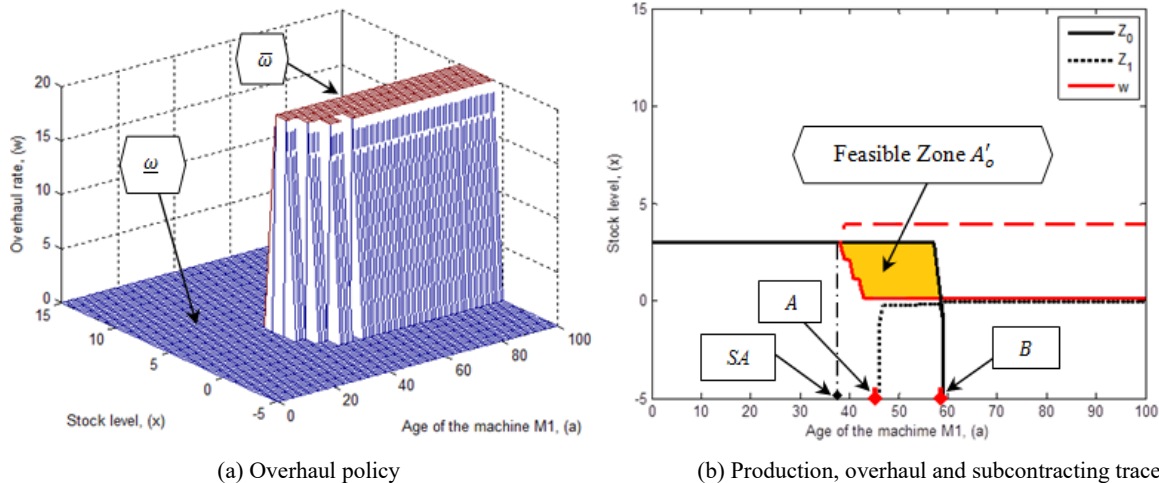 20
15
10
5
0
Overhaul rate, (w)
ω̅
ω̲
15
10
5
0
-5
Stock level, (x)
0
20
40
60
80
100
Age of the machine M1, (a)
(a) Overhaul policy
15
10
5
0
-5
Stock level, (x)
Z0
Z1
w
Feasible Zone A′o
A
SA
B
0 10 20 30 40 50 60 70 80 90 100
Age of the machime M1, (a)
(b) Production, overhaul and subcontracting trace